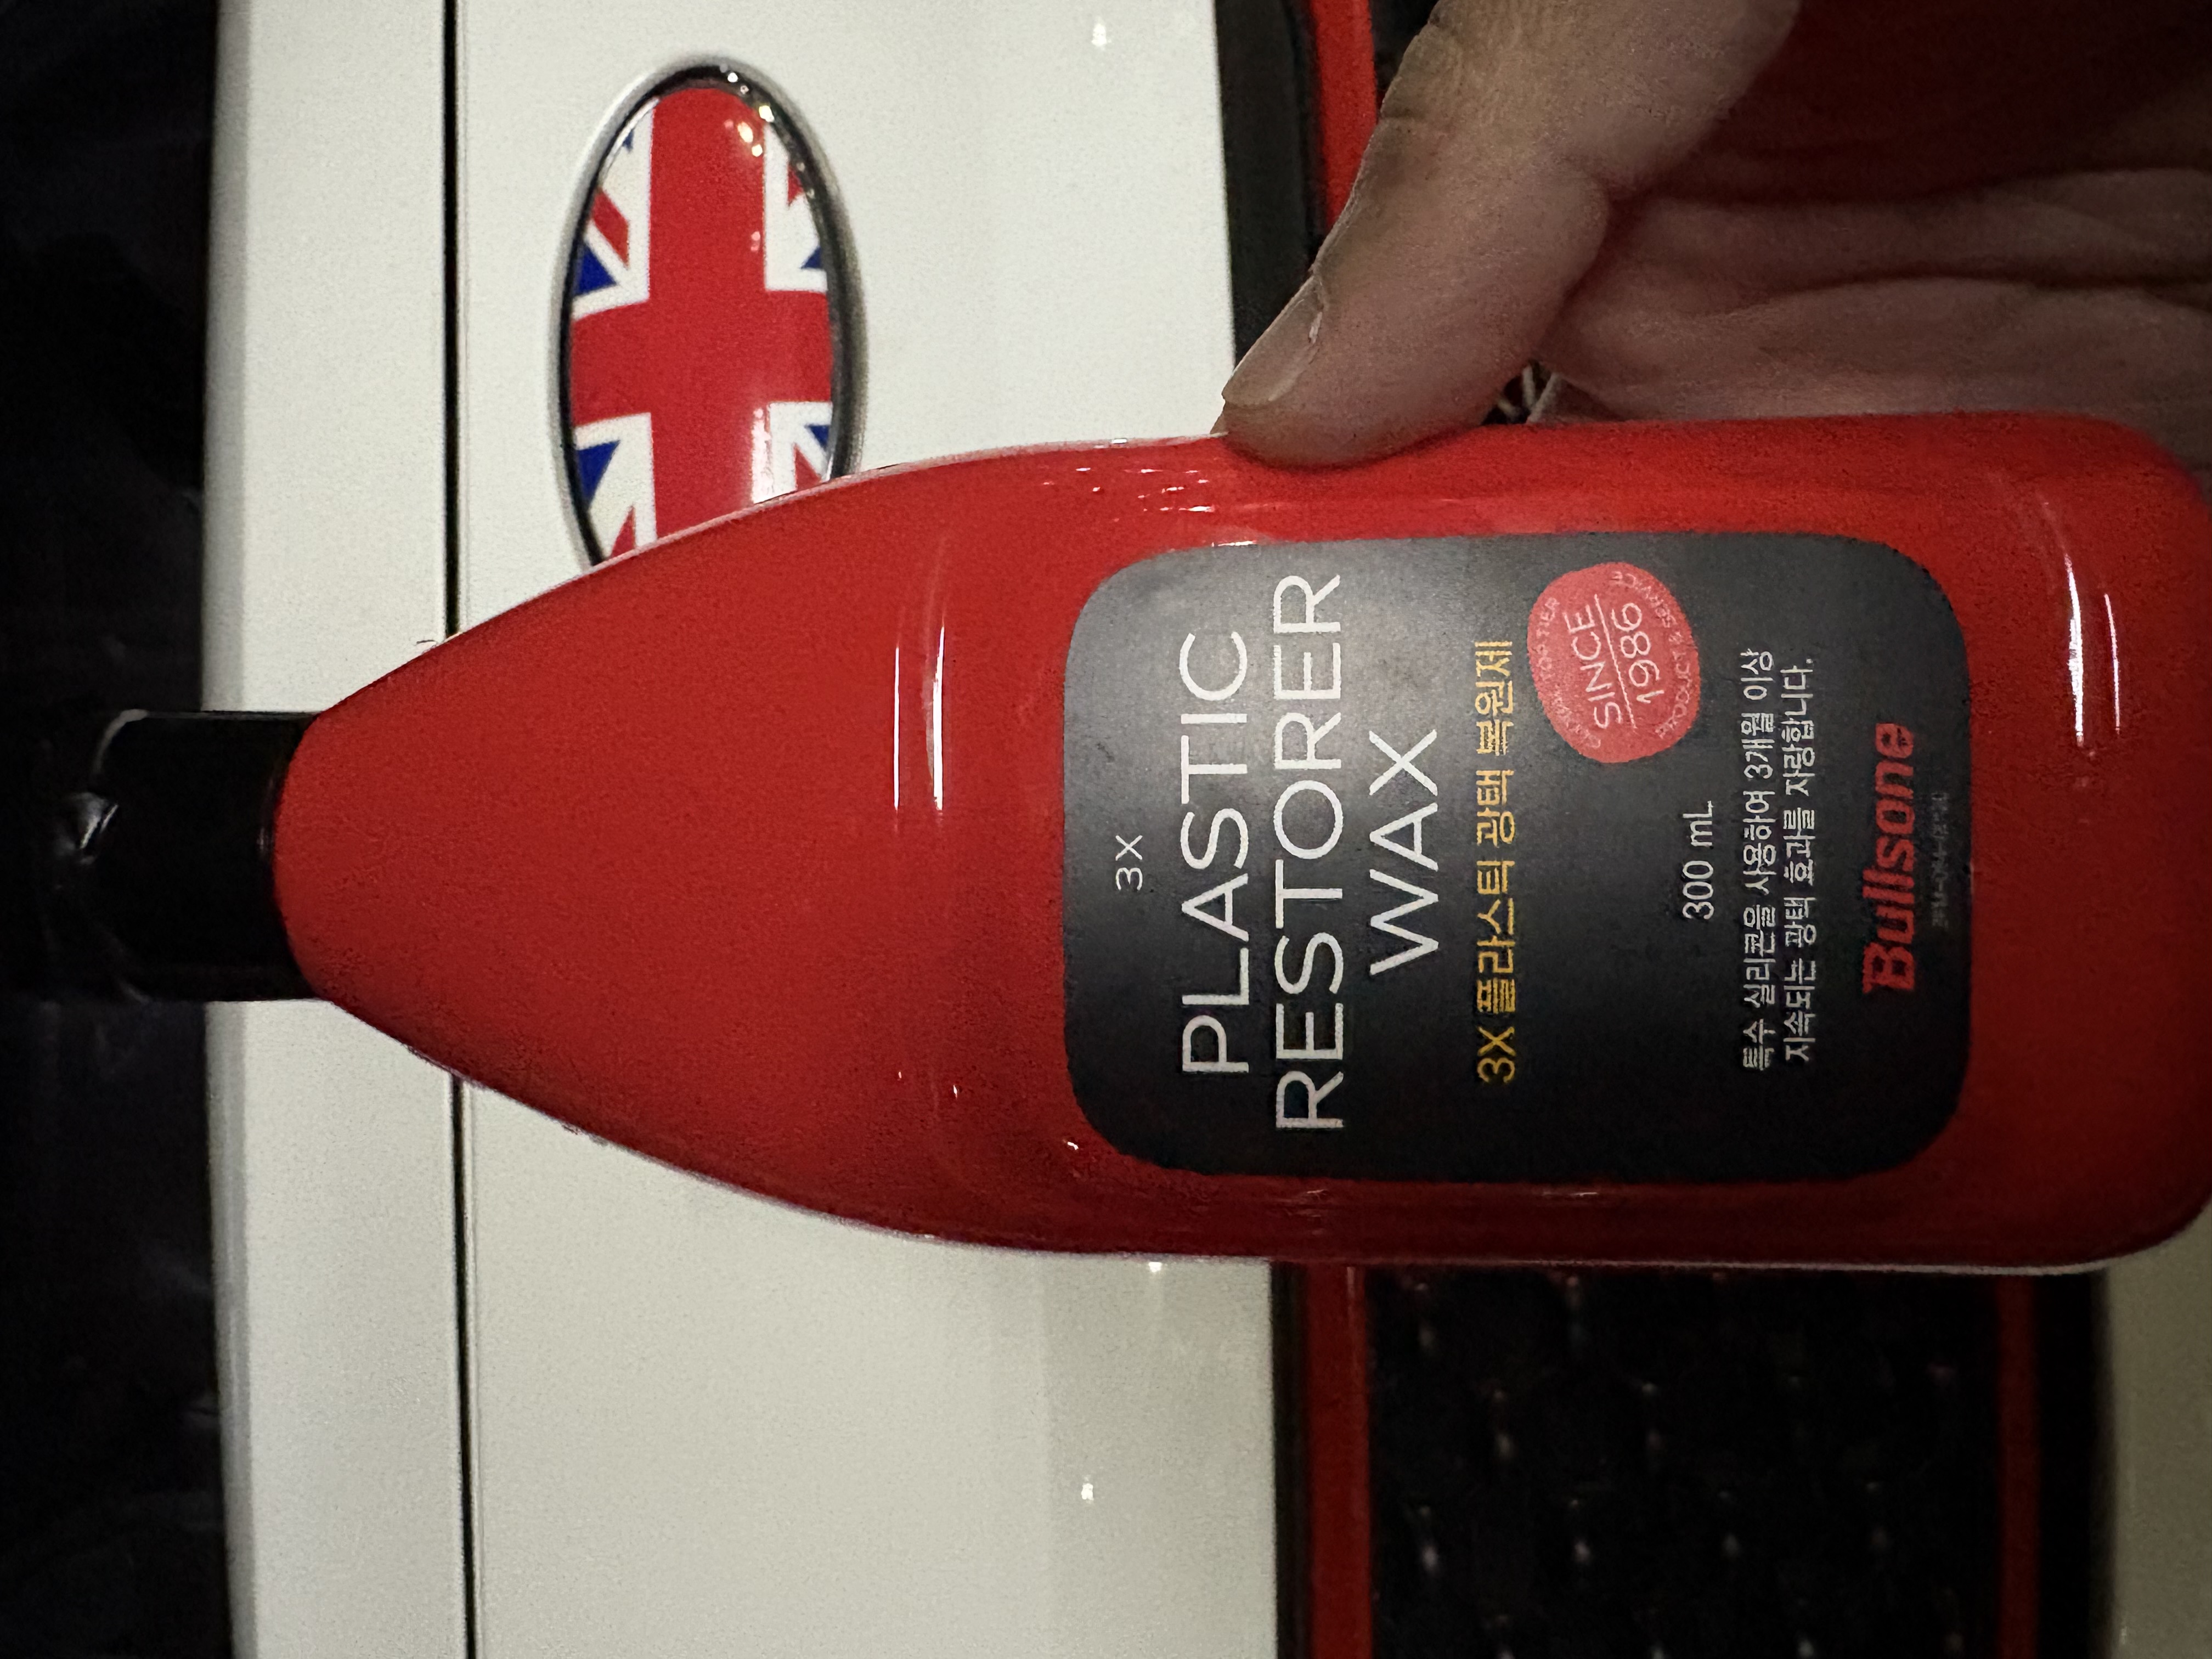 3X
PLASTIC
RESTORER
WAX
3X 플라스틱 광택 복원제
SINCE
1986
PRODUCT & SERVICE
300 mL
특수 실리콘을 사용하여 3개월 이상
지속되는 광택 효과를 자랑합니다.
Bullsone